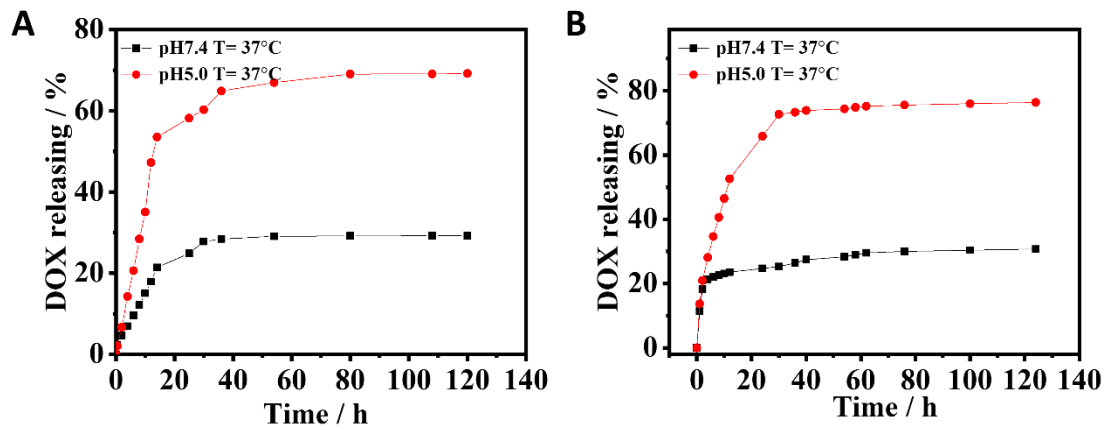 A
DOX releasing / %
80
60
40
20
0
pH7.4 T= 37°C
pH5.0 T= 37°C
0 20 40 60 80 100 120 140
Time / h
B
DOX releasing / %
80
60
40
20
0
pH7.4 T= 37°C
pH5.0 T= 37°C
0 20 40 60 80 100 120 140
Time / h